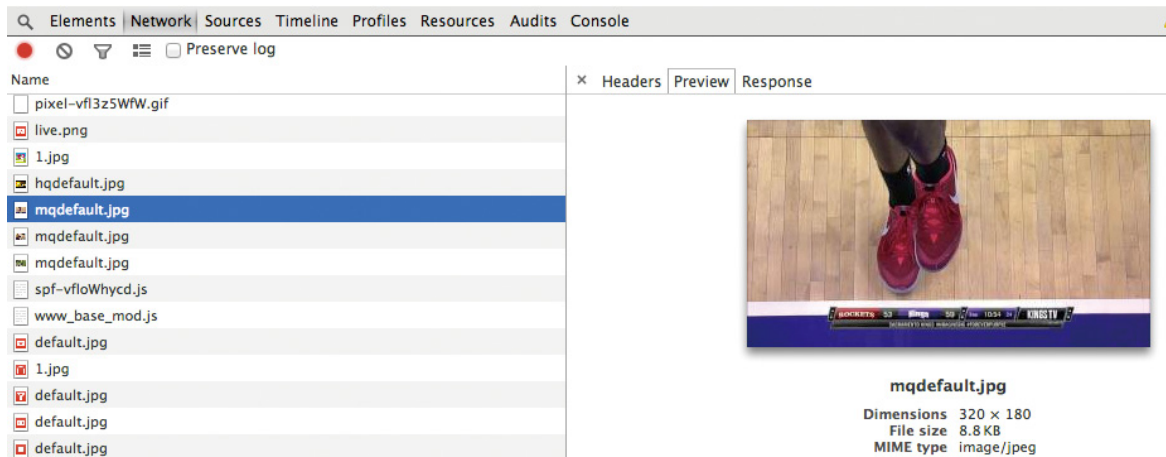 Elements Network Sources Timeline Profiles Resources Audits Console
Preserve log
Name
pixel-vfl3z5WfW.gif
live.png
1.jpg
hqdefault.jpg
mqdefault.jpg
mqdefault.jpg
mqdefault.jpg
spf-vfloWhycd.js
www_base_mod.js
default.jpg
1.jpg
default.jpg
default.jpg
default.jpg
× Headers Preview Response
ROCKETS 53 Kings 59 10:54 KINGS TV
mqdefault.jpg
Dimensions 320 × 180
File size 8.8 KB
MIME type image/jpeg